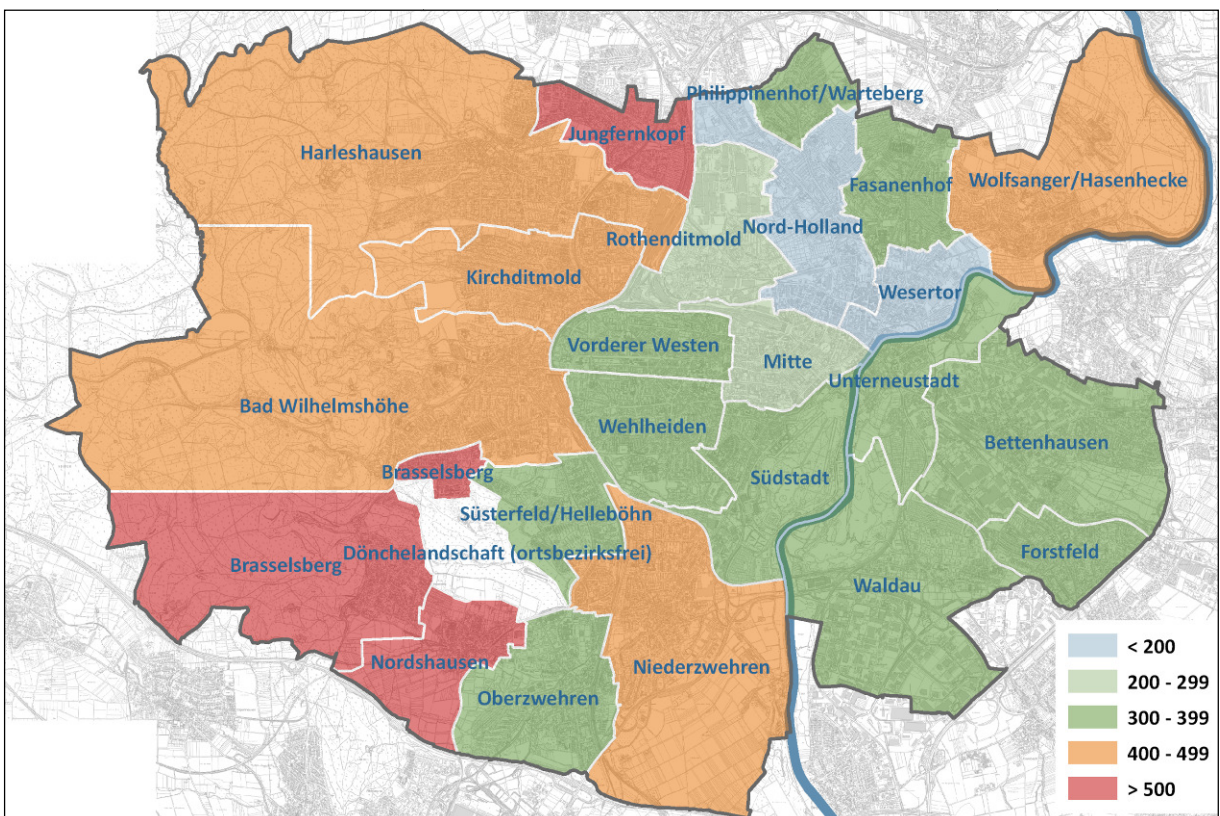 Philippinenhof/Warteberg
Jungfernkopf
Harleshausen
Wolfsanger/Hasenhecke
Fasanenhof
Nord-Holland
Rothenditmold
Kirchditmold
Wesertor
Vorderer Westen
Mitte
Unterneustadt
Bad Wilhelmshöhe
Wehlheiden
Bettenhausen
Brasselsberg
Südstadt
Süsterfeld/Helleböhn
Dönchelandschaft (ortsbezirksfrei)
Forstfeld
Brasselsberg
Waldau
Nordshausen
Niederzwehren
Oberzwehren
< 200
200 - 299
300 - 399
400 - 499
> 500